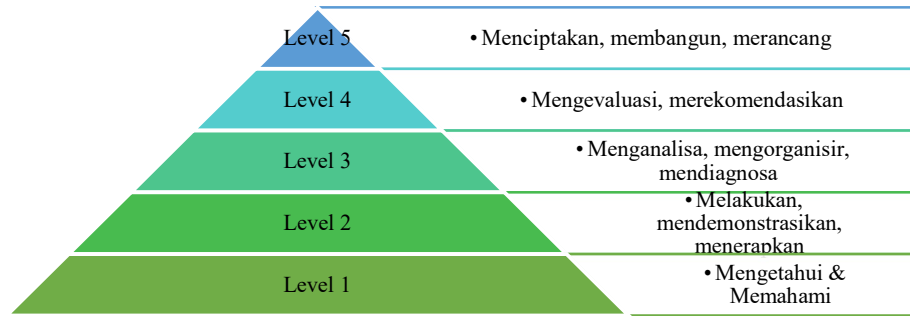 Level 5
• Menciptakan, membangun, merancang
Level 4
• Mengevaluasi, merekomendasikan
Level 3
• Menganalisa, mengorganisir,
mendiagnosa
Level 2
• Melakukan,
mendemonstrasikan,
menerapkan
Level 1
• Mengetahui &
Memahami